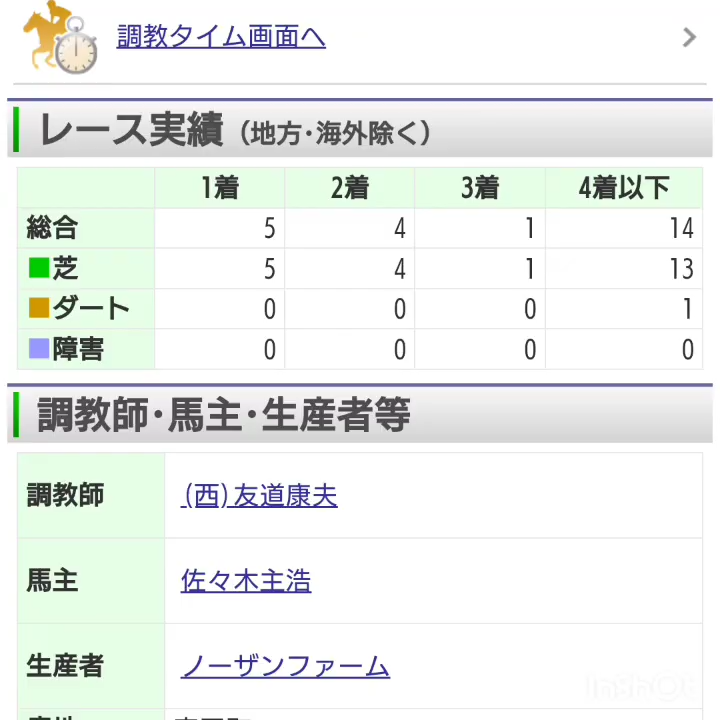 調教タイム画面へ
レース実績（地方・海外除く）
1着 2着 3着 4着以下
総合 5 4 1 14
芝 5 4 1 13
ダート 0 0 0 1
障害 0 0 0 0
調教師・馬主・生産者等
調教師 (西)友道康夫
馬主 佐々木主浩
生産者 ノーザンファーム
InShot